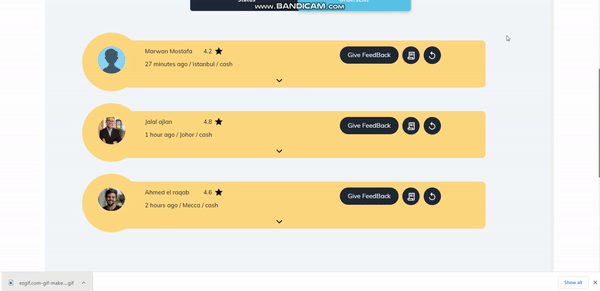 www.BANDICAM.com
Marwan Mostafa 4.2 Give FeedBack
27 minutes ago / Istanbul / cash
Jalal ajlan 4.8 Give FeedBack
1 hour ago / Johor / cash
Ahmed el roqab 4.6 Give FeedBack
2 hours ago / Mecca / cash
ezgif.com-gif-make....gif Show all